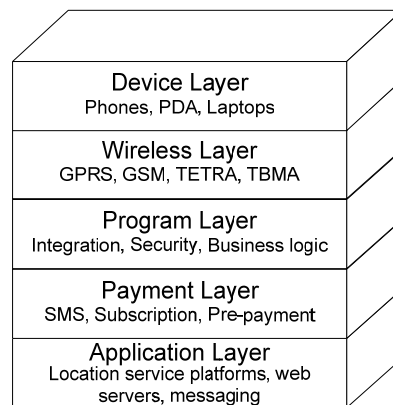 Device Layer
Phones, PDA, Laptops
Wireless Layer
GPRS, GSM, TETRA, TBMA
Program Layer
Integration, Security, Business logic
Payment Layer
SMS, Subscription, Pre-payment
Application Layer
Location service platforms, web
servers, messaging